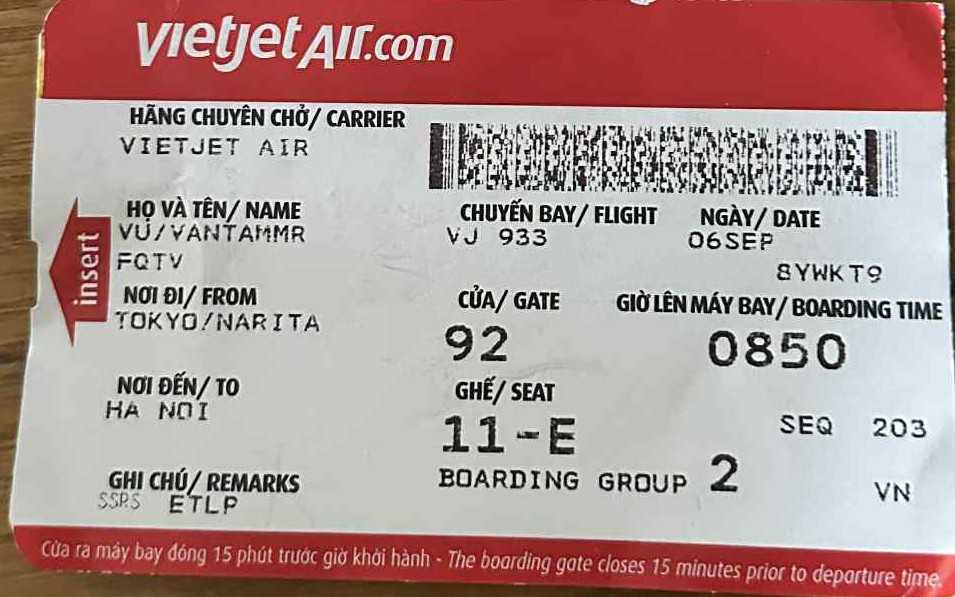 vietjetAir.com
HÃNG CHUYÊN CHỞ/ CARRIER
VIETJET AIR
HỌ VÀ TÊN/ NAME
VU/VANTAMMR
FQTV
CHUYẾN BAY/ FLIGHT
VJ 933
NGÀY/ DATE
06SEP
8YWKT9
insert
NƠI ĐI/ FROM
TOKYO/NARITA
CỬA/ GATE
92
GIỜ LÊN MÁY BAY/ BOARDING TIME
0850
NƠI ĐẾN/ TO
HA NOI
GHẾ/ SEAT
11-E
SEQ 203
BOARDING GROUP 2
VN
GHI CHÚ/ REMARKS
SSRS ETLP
Cửa ra máy bay đóng 15 phút trước giờ khởi hành - The boarding gate closes 15 minutes prior to departure time.